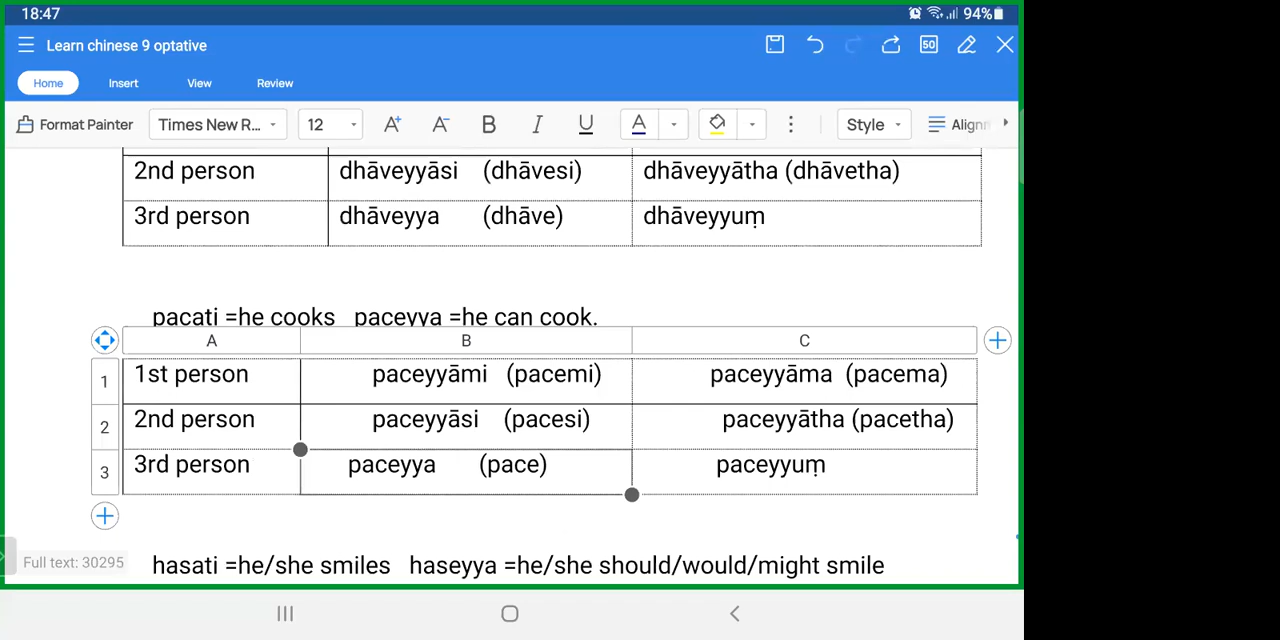 18:47 94%
Learn chinese 9 optative 50
Home Insert View Review
Format Painter Times New R... 12 A+ A- B I U A Style Alignn
2nd person dhāveyyāsi (dhāvesi) dhāveyyātha (dhāvetha)
3rd person dhāveyya (dhāve) dhāveyyuṃ
pacati =he cooks paceyya =he can cook.
A B C
1 1st person paceyyāmi (pacemi) paceyyāma (pacema)
2 2nd person paceyyāsi (pacesi) paceyyātha (pacetha)
3 3rd person paceyya (pace) paceyyuṃ
Full text: 30295 hasati =he/she smiles haseyya =he/she should/would/might smile